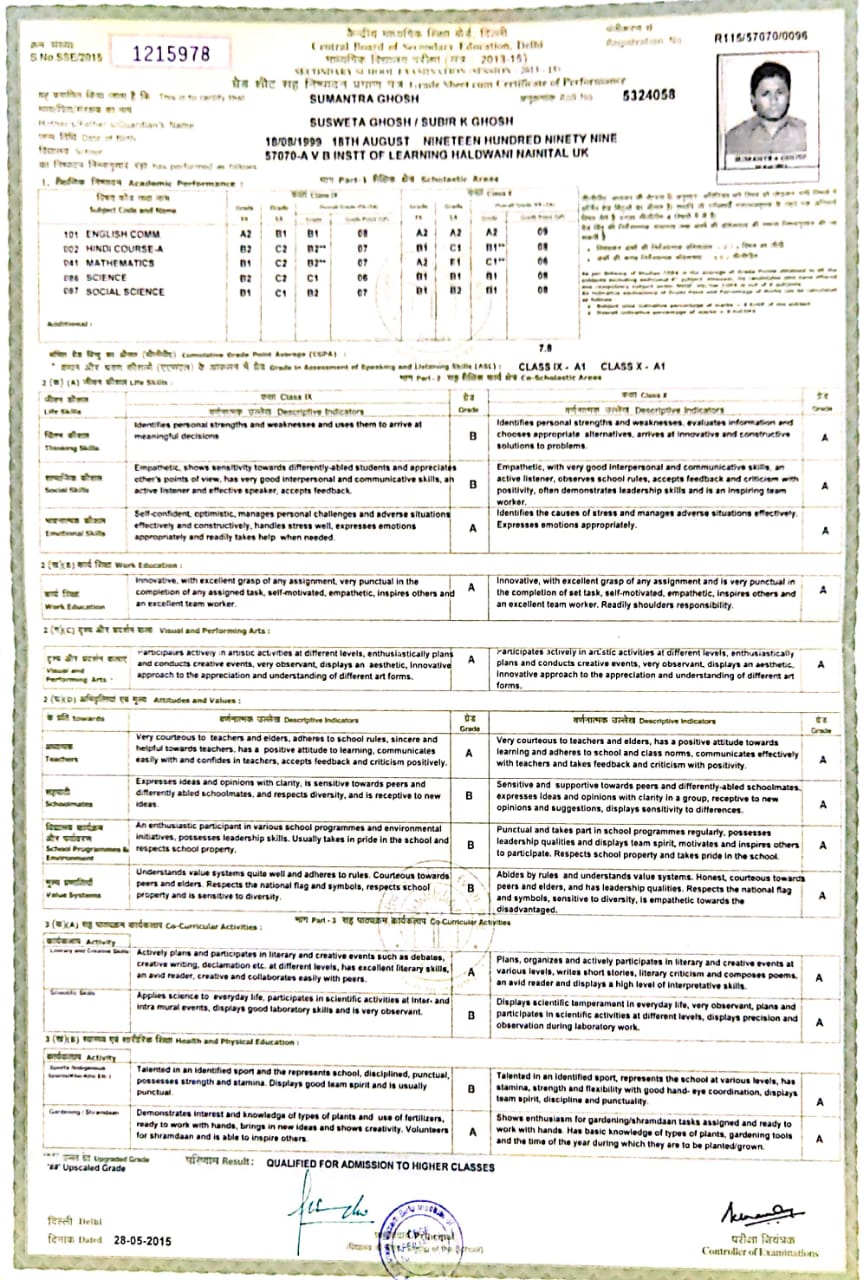 केन्द्रीय माध्यमिक शिक्षा बोर्ड, दिल्ली
Central Board of Secondary Education, Delhi
क्रम संख्या
S No.SSE/2015
1215978
Registration No
R115/57070/0096
SECONDARY SCHOOL EXAMINATION (SESSION : 2013-15)
ग्रेड शीट सह निष्पादन प्रमाण पत्र Grade Sheet cum Certificate of Performance
यह प्रमाणित किया जाता है कि This is to certify that
SUMANTRA GHOSH
अनुक्रमांक Roll No.
5324058
Mother's/Father's/Guardian's Name
SUSWETA GHOSH / SUBIR K GHOSH
जन्म तिथि Date of Birth
18/08/1999 18TH AUGUST NINETEEN HUNDRED NINETY NINE
विद्यालय School
57070-A V B INSTT OF LEARNING HALDWANI NAINITAL UK
has performed as follows
SUMANTRA GHOSH
1. शैक्षिक निष्पादन Academic Performance :
भाग Part-1 शैक्षिक क्षेत्र Scholastic Areas
Subject Code and Name
कक्षा Class IX
कक्षा Class X
101 ENGLISH COMM. A2 B1 B1 08 A2 A2 A2 09
002 HINDI COURSE-A B2 C2 B2** 07 B1 C1 B1** 08
041 MATHEMATICS B1 C2 B2** 07 A2 E1 C1** 06
086 SCIENCE B2 C2 C1 06 B1 B1 B1 08
087 SOCIAL SCIENCE B1 C1 B2 07 B1 B2 B1 08
Additional :
Cumulative Grade Point Average (CGPA) :
7.8
Grade in Assessment of Speaking and Listening Skills (ASL) : CLASS IX - A1 CLASS X - A1
भाग Part-2 सह शैक्षिक क्षेत्र Co-Scholastic Areas
2 (क) (A) जीवन कौशल Life Skills :
जीवन कौशल
Life Skills
कक्षा Class IX
वर्णनात्मक उल्लेख Descriptive Indicators
ग्रेड
Grade
कक्षा Class X
वर्णनात्मक उल्लेख Descriptive Indicators
ग्रेड
Grade
चिंतन कौशल
Thinking Skills
Identifies personal strengths and weaknesses and uses them to arrive at
meaningful decisions
B
Identifies personal strengths and weaknesses, evaluates information and
chooses appropriate alternatives, arrives at innovative and constructive
solutions to problems.
A
सामाजिक कौशल
Social Skills
Empathetic, shows sensitivity towards differently-abled students and appreciates
other's points of view, has very good interpersonal and communicative skills, an
active listener and effective speaker, accepts feedback.
B
Empathetic, with very good interpersonal and communicative skills, an
active listener, observes school rules, accepts feedback and criticism with
positivity, often demonstrates leadership skills and is an inspiring team
worker.
A
भावनात्मक कौशल
Emotional Skills
Self-confident, optimistic, manages personal challenges and adverse situations
effectively and constructively, handles stress well, expresses emotions
appropriately and readily takes help when needed.
A
Identifies the causes of stress and manages adverse situations effectively.
Expresses emotions appropriately.
A
2 (ख)(B) कार्य शिक्षा Work Education :
कार्य शिक्षा
Work Education
Innovative, with excellent grasp of any assignment, very punctual in the
completion of any assigned task, self-motivated, empathetic, inspires others and
an excellent team worker.
A
Innovative, with excellent grasp of any assignment and is very punctual in
the completion of set task, self-motivated, empathetic, inspires others and
an excellent team worker. Readily shoulders responsibility.
A
2 (ग)(C) दृश्य और प्रदर्शन कला Visual and Performing Arts :
दृश्य और प्रदर्शन कलाएं
Visual and
Performing Arts
Participates actively in artistic activities at different levels, enthusiastically plans
and conducts creative events, very observant, displays an aesthetic, innovative
approach to the appreciation and understanding of different art forms.
A
Participates actively in artistic activities at different levels, enthusiastically
plans and conducts creative events, very observant, displays an aesthetic,
innovative approach to the appreciation and understanding of different art
forms.
A
2 (घ)(D) अभिवृत्तियां एवं मूल्य Attitudes and Values :
के प्रति towards
वर्णनात्मक उल्लेख Descriptive Indicators
ग्रेड
Grade
वर्णनात्मक उल्लेख Descriptive Indicators
ग्रेड
Grade
अध्यापक
Teachers
Very courteous to teachers and elders, adheres to school rules, sincere and
helpful towards teachers, has a positive attitude to learning, communicates
easily with and confides in teachers, accepts feedback and criticism positively.
A
Very courteous to teachers and elders, has a positive attitude towards
learning and adheres to school and class norms, communicates effectively
with teachers and takes feedback and criticism with positivity.
A
सहपाठी
Schoolmates
Expresses ideas and opinions with clarity, is sensitive towards peers and
differently abled schoolmates, and respects diversity, and is receptive to new
ideas.
B
Sensitive and supportive towards peers and differently-abled schoolmates,
expresses ideas and opinions with clarity in a group, receptive to new
opinions and suggestions, displays sensitivity to differences.
A
विद्यालय कार्यक्रम
और पर्यावरण
School Programmes &
Environment
An enthusiastic participant in various school programmes and environmental
initiatives, possesses leadership skills. Usually takes in pride in the school and
respects school property.
B
Punctual and takes part in school programmes regularly, possesses
leadership qualities and displays team spirit, motivates and inspires others
to participate. Respects school property and takes pride in the school.
A
मूल्य प्रणालियां
Value Systems
Understands value systems quite well and adheres to rules. Courteous towards
peers and elders. Respects the national flag and symbols, respects school
property and is sensitive to diversity.
B
Abides by rules and understands value systems. Honest, courteous towards
peers and elders, and has leadership qualities. Respects the national flag
and symbols, sensitive to diversity, is empathetic towards the
disadvantaged.
A
भाग Part-3 सह पाठ्यक्रम कार्यकलाप Co-Curricular Activities
3 (क)(A) सह पाठ्यक्रम कार्यकलाप Co-Curricular Activities :
कार्यकलाप Activity
Literary and Creative Skills
Actively plans and participates in literary and creative events such as debates,
creative writing, declamation etc. at different levels, has excellent literary skills,
an avid reader, creative and collaborates easily with peers.
A
Plans, organizes and actively participates in literary and creative events at
various levels, writes short stories, literary criticism and composes poems,
an avid reader and displays a high level of interpretative skills.
A
Scientific Skills
Applies science to everyday life, participates in scientific activities at inter- and
intra mural events, displays good laboratory skills and is very observant.
B
Displays scientific temperament in everyday life, very observant, plans and
participates in scientific activities at different levels, displays precision and
observation during laboratory work.
A
3 (ख)(B) स्वास्थ्य एवं शारीरिक शिक्षा Health and Physical Education :
कार्यकलाप Activity
Talented in an identified sport and the represents school, disciplined, punctual,
possesses strength and stamina. Displays good team spirit and is usually
punctual.
B
Talented in an identified sport, represents the school at various levels, has
stamina, strength and flexibility with good hand- eye coordination, displays
team spirit, discipline and punctuality.
A
Gardening / Shramdaan
Demonstrates interest and knowledge of types of plants and use of fertilizers,
ready to work with hands, brings in new ideas and shows creativity. Volunteers
for shramdaan and is able to inspire others.
A
Shows enthusiasm for gardening/shramdaan tasks assigned and ready to
work with hands. Has basic knowledge of types of plants, gardening tools
and the time of the year during which they are to be planted/grown.
A
Upgraded Grade
'##' Upscaled Grade
परिणाम Result : QUALIFIED FOR ADMISSION TO HIGHER CLASSES
दिल्ली Delhi
दिनांक Dated 28-05-2015
Principal
परीक्षा नियंत्रक
Controller of Examinations